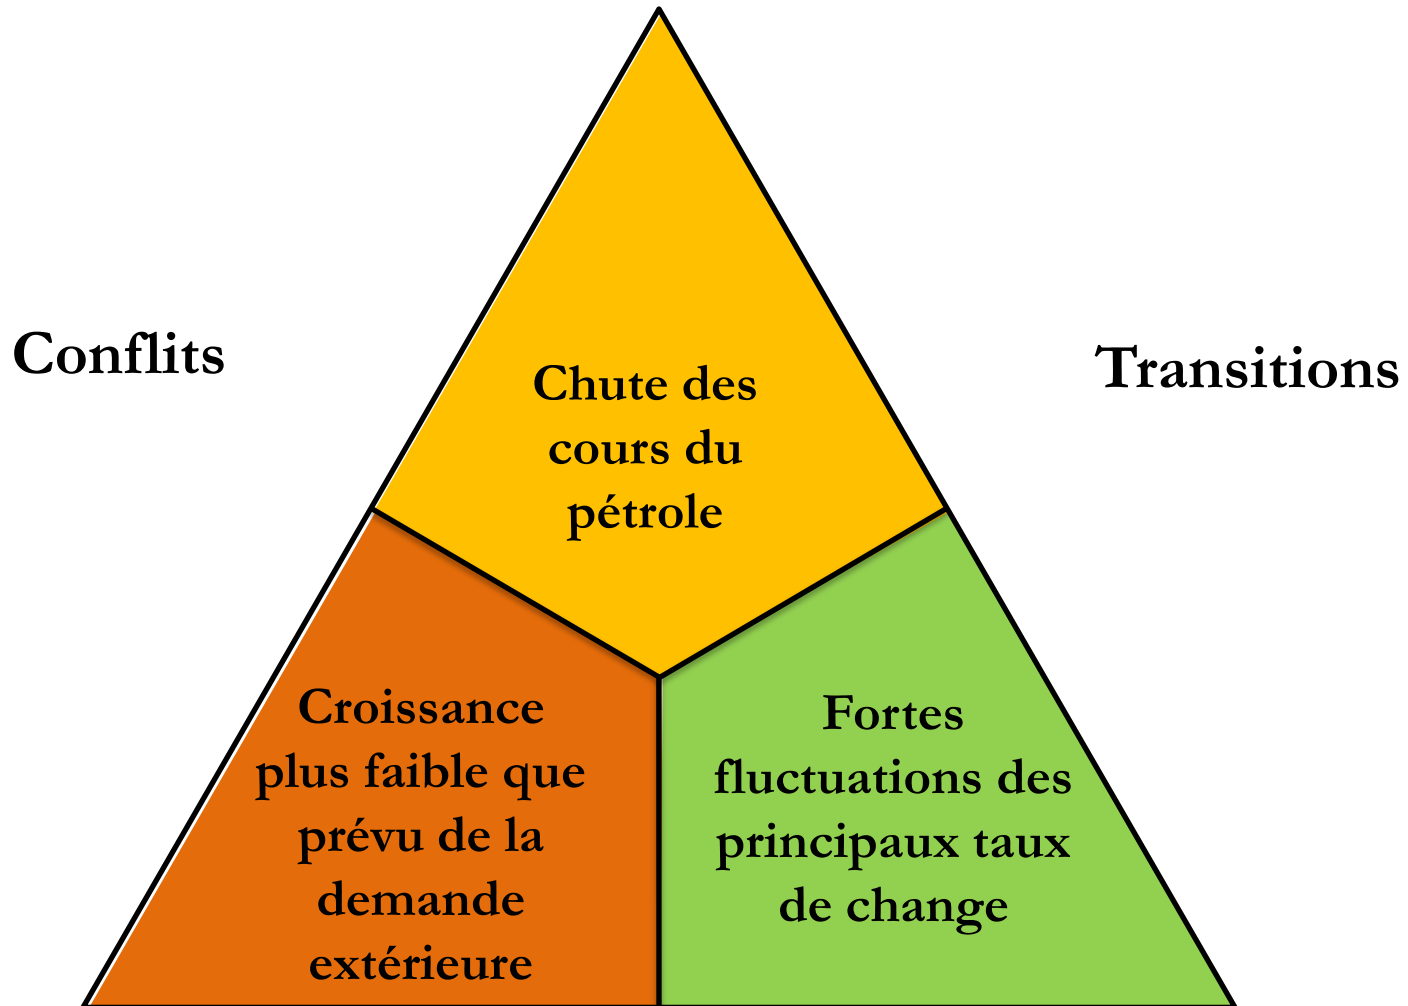 Conflits
Transitions
Chute des
cours du
pétrole
Croissance
plus faible que
prévu de la
demande
extérieure
Fortes
fluctuations des
principaux taux
de change